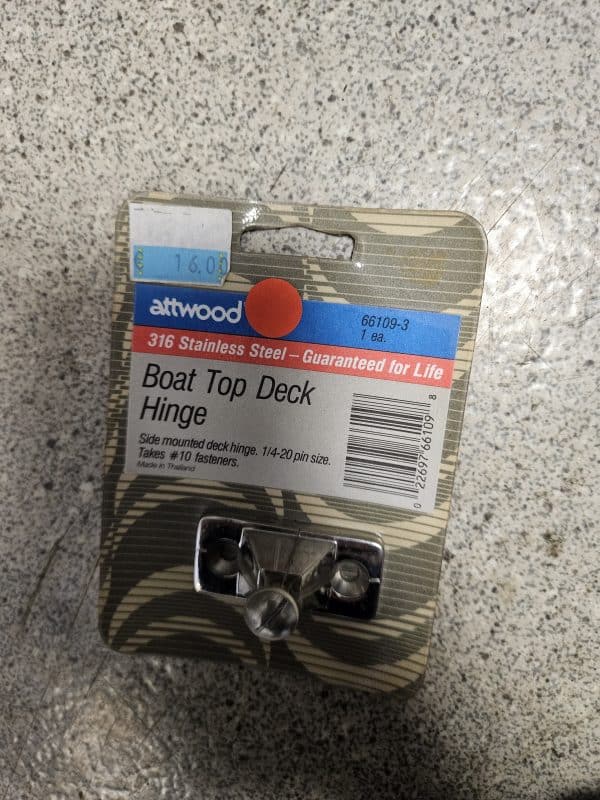 16.00
attwood
66109-3
1 ea.
316 Stainless Steel – Guaranteed for Life
Boat Top Deck
Hinge
Side mounted deck hinge. 1/4-20 pin size.
Takes #10 fasteners.
Made in Thailand
0 22697 66109 8